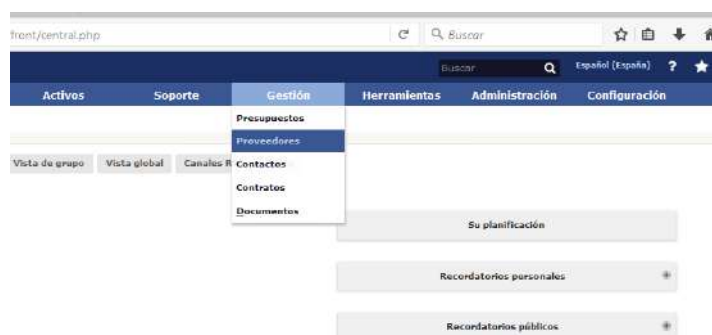 front/central.php
Buscar
Buscar
Español (España) ?
Activos Soporte Gestión Herramientas Administración Configuración
Presupuestos
Proveedores
Vista de grupo Vista global Canales R
Contactos
Contratos
Documentos
Su planificación
Recordatorios personales
Recordatorios públicos